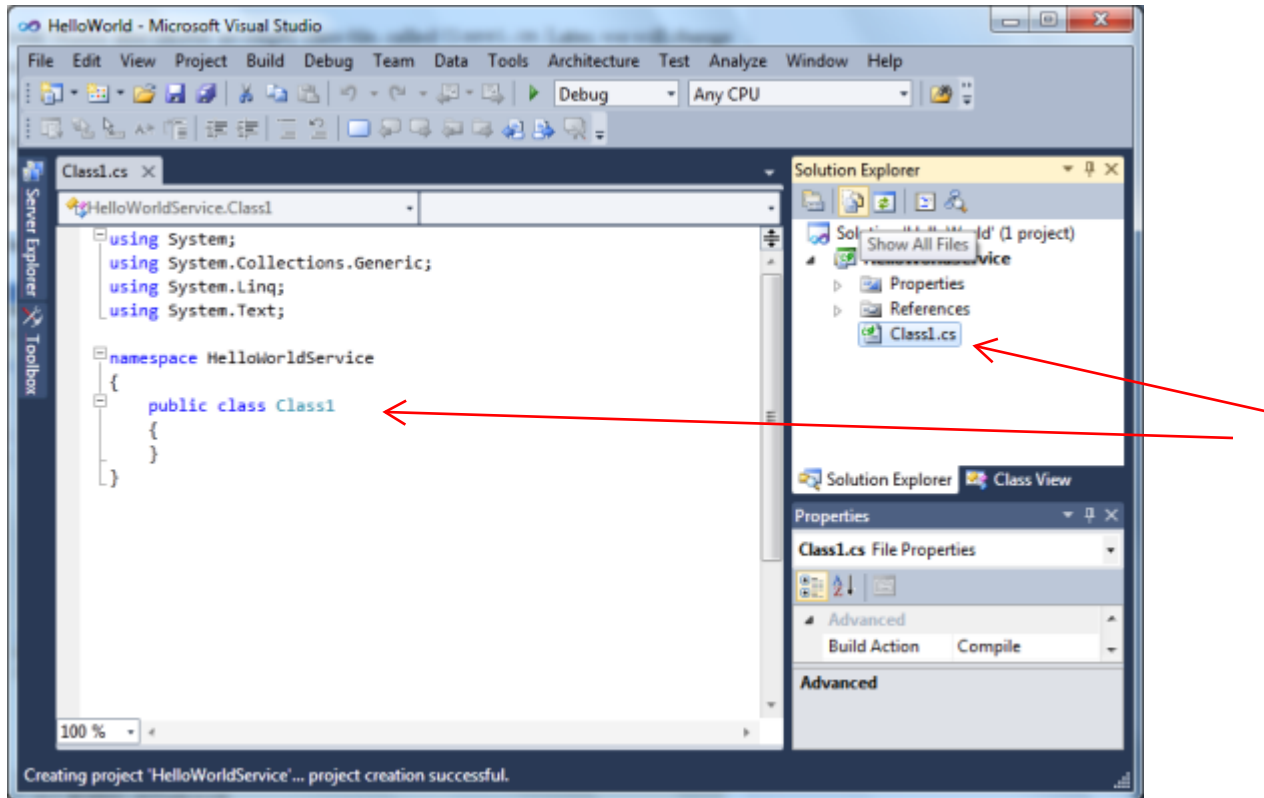 HelloWorld - Microsoft Visual Studio
File Edit View Project Build Debug Team Data Tools Architecture Test Analyze Window Help
Debug Any CPU
Server Explorer
Toolbox
Class1.cs
HelloWorldService.Class1
using System;
using System.Collections.Generic;
using System.Linq;
using System.Text;
namespace HelloWorldService
{
public class Class1
{
}
}
100 %
Solution Explorer
(1 project)
Show All Files
Properties
References
Class1.cs
Solution Explorer Class View
Properties
Class1.cs File Properties
Advanced
Build Action Compile
Advanced
Creating project 'HelloWorldService'... project creation successful.